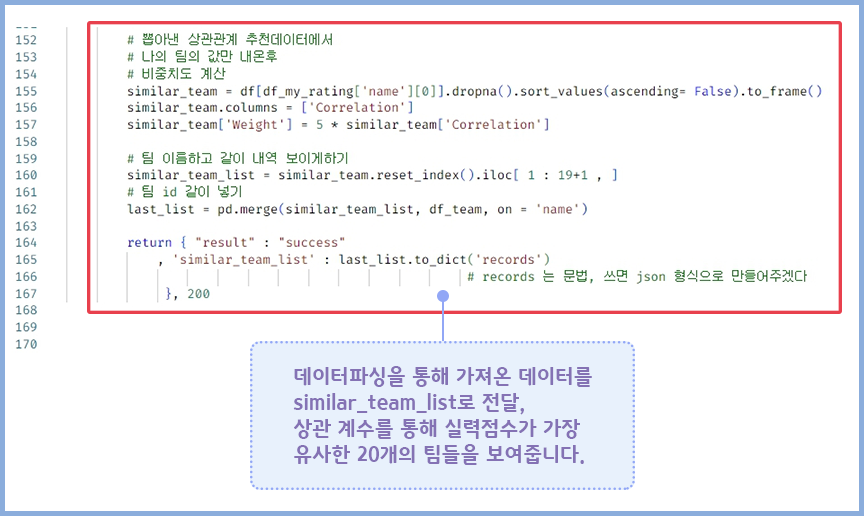 152 # 뽑아낸 상관관계 추천데이터에서
153 # 나의 팀의 값만 내온후
154 # 비중치도 계산
155 similar_team = df[df_my_rating['name'][0]].dropna().sort_values(ascending= False).to_frame()
156 similar_team.columns = ['Correlation']
157 similar_team['Weight'] = 5 * similar_team['Correlation']
158
159 # 팀 이름하고 같이 내역 보이게하기
160 similar_team_list = similar_team.reset_index().iloc[ 1 : 19+1 , ]
161 # 팀 id 같이 넣기
162 last_list = pd.merge(similar_team_list, df_team, on = 'name')
163
164 return { "result" : "success"
165 , 'similar_team_list' : last_list.to_dict('records')
166 # records 는 문법, 쓰면 json 형식으로 만들어주겠다
167 }, 200
168
169
170
데이터파싱을 통해 가져온 데이터를
similar_team_list로 전달,
상관 계수를 통해 실력점수가 가장
유사한 20개의 팀들을 보여줍니다.